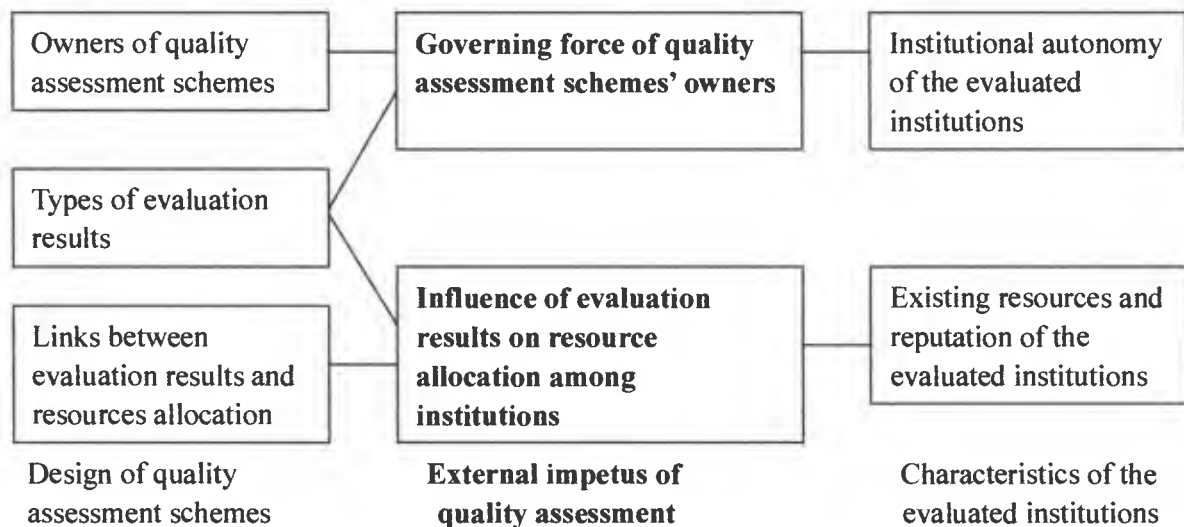 Owners of quality
assessment schemes
Governing force of quality
assessment schemes’ owners
Institutional autonomy
of the evaluated
institutions
Types of evaluation
results
Links between
evaluation results and
resources allocation
Influence of evaluation
results on resource
allocation among
institutions
Existing resources and
reputation of the
evaluated institutions
Design of quality
assessment schemes
External impetus of
quality assessment
Characteristics of the
evaluated institutions